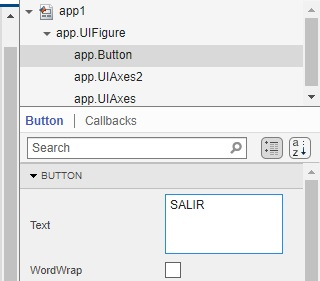 app1
app.UIFigure
app.Button
app.UIAxes2
app.UIAxes
Button | Callbacks
Search
BUTTON
Text
SALIR
WordWrap